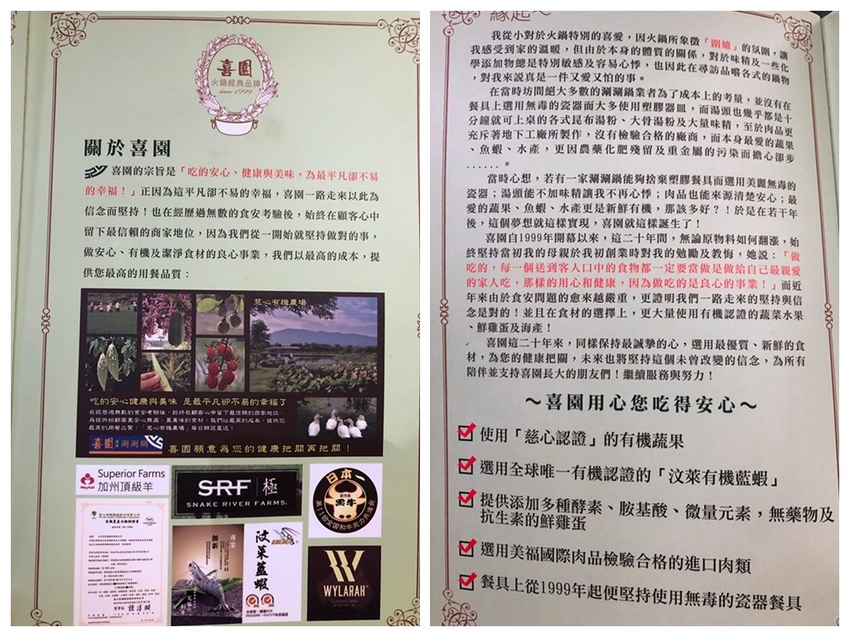 喜園
火鍋經典品牌
since 1999
關於喜園
喜園的宗旨是「吃的安心、健康與美味，為最平凡卻不易
的幸福！」正因為這平凡卻不易的幸福，喜園一路走來以此為
信念而堅持！也在經歷過無數的食安考驗後，始終在顧客心中
留下最信賴的商家地位，因為我們從一開始就堅持做對的事，
做安心、有機及潔淨食材的良心事業，我們以最高的成本，提
供您最高的用餐品質：
慈心有機農場
吃的安心健康與美味 是最平凡卻不易的幸福了
喜園 涮涮鍋
喜園願意為您的健康把關再把關！
Superior Farms
加州頂級羊
SRF 極
SNAKE RIVER FARMS
日本一
黑牛
汶萊藍蝦
WYLARAH
緣起～
我從小對於火鍋特別的喜愛，因火鍋所象徵「圍爐」的氛圍，讓
我感受到家的溫暖，但由於本身的體質的關係，對於味精及一些化
學添加物總是特別敏感及容易心悸，也因此在尋訪品嚐各式的鍋物
，對我來說真是一件又愛又怕的事。
在當時坊間絕大多數的涮涮鍋業者為了成本上的考量，並沒有在
餐具上選用無毒的瓷器而大多使用塑膠器皿，而湯頭也幾乎都是十
分鐘就可上桌的各式昆布湯粉、大骨湯粉及大量味精，至於肉品更
充斥著地下工廠所製作，沒有檢驗合格的廠商，而本身最愛的蔬果
、魚蝦、水產，更因農藥化肥殘留及重金屬的污染而擔心卻步
......。
當時心想，若有一家涮涮鍋能夠捨棄塑膠餐具而選用美麗無毒的
瓷器；湯頭能不加味精讓我不再心悸；肉品也能來源清楚安心；最
愛的蔬果、魚蝦、水產更是新鮮有機，那該多好？！於是在若干年
後，這個夢想就這樣實現，喜園就這樣誕生了！
喜園自1999年開幕以來，這二十年間，無論原物料如何翻漲，始
終堅持當初我的母親於我初創業時對我的勉勵及教悔，她說：「做
吃的，每一個送到客人口中的食物都一定要當做是做給自己最親愛
的家人吃，那樣的用心和健康，因為做吃的是良心的事業！」而近
年來由於食安問題的愈來越嚴重，更證明我們一路走來的堅持與信
念是對的！並且在食材的選擇上，更大量使用有機認證的蔬菜水果
、鮮雞蛋及海產！
喜園這二十年來，同樣保持最誠摯的心，選用最優質、新鮮的食
材，為您的健康把關，未來也將堅持這個未曾改變的信念，為所有
陪伴並支持喜園長大的朋友們！繼續服務與努力！
～喜園用心您吃得安心～
使用「慈心認證」的有機蔬果
選用全球唯一有機認證的「汶萊有機藍蝦」
提供添加多種酵素、胺基酸、微量元素，無藥物及
抗生素的鮮雞蛋
選用美福國際肉品檢驗合格的進口肉類
餐具上從1999年起便堅持使用無毒的瓷器餐具